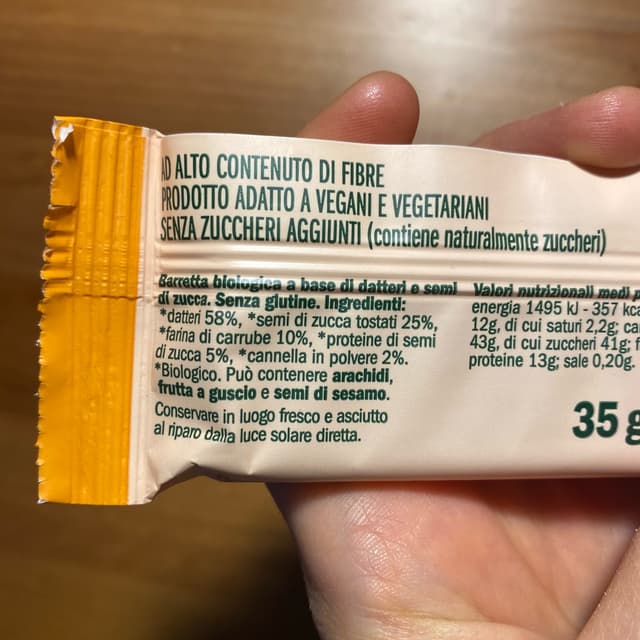 AD ALTO CONTENUTO DI FIBRE
PRODOTTO ADATTO A VEGANI E VEGETARIANI
SENZA ZUCCHERI AGGIUNTI (contiene naturalmente zuccheri)
Barretta biologica a base di datteri e semi
di zucca. Senza glutine. Ingredienti:
*datteri 58%, *semi di zucca tostati 25%,
*farina di carrube 10%, *proteine di semi
di zucca 5%, *cannella in polvere 2%.
*Biologico. Può contenere arachidi,
frutta a guscio e semi di sesamo.
Conservare in luogo fresco e asciutto
al riparo dalla luce solare diretta.
Valori nutrizionali medi
energia 1495 kJ - 357
12g, di cui saturi 2,2g;
43g, di cui zuccheri 41g;
proteine 13g; sale 0,20g.
35 g